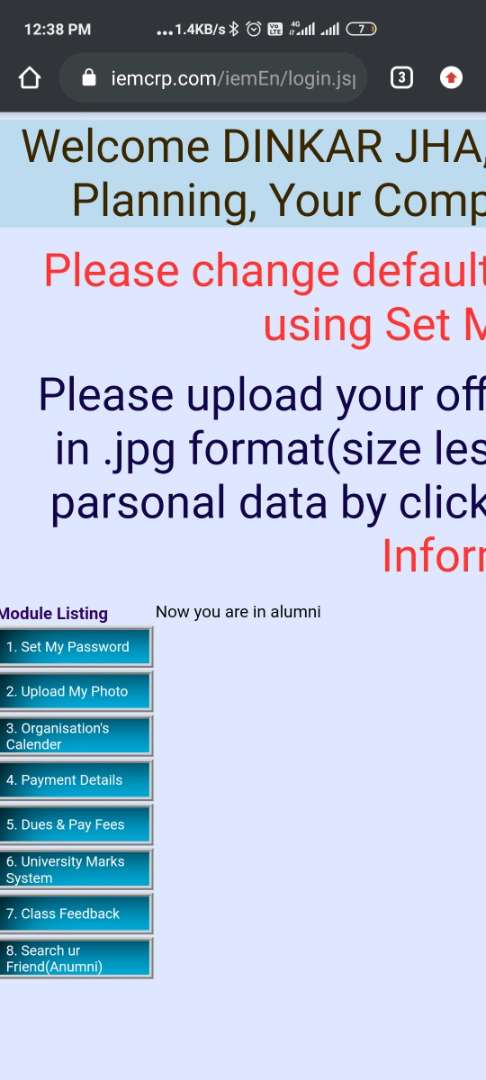 12:38 PM ...1.4KB/s 4G 7
iemcrp.com/iemEn/login.jsp 3
Welcome DINKAR JHA,
Planning, Your Comp
Please change default
using Set M
Please upload your off
in .jpg format(size les
parsonal data by click
Infor
Module Listing Now you are in alumni
1. Set My Password
2. Upload My Photo
3. Organisation's
Calender
4. Payment Details
5. Dues & Pay Fees
6. University Marks
System
7. Class Feedback
8. Search ur
Friend(Anumni)